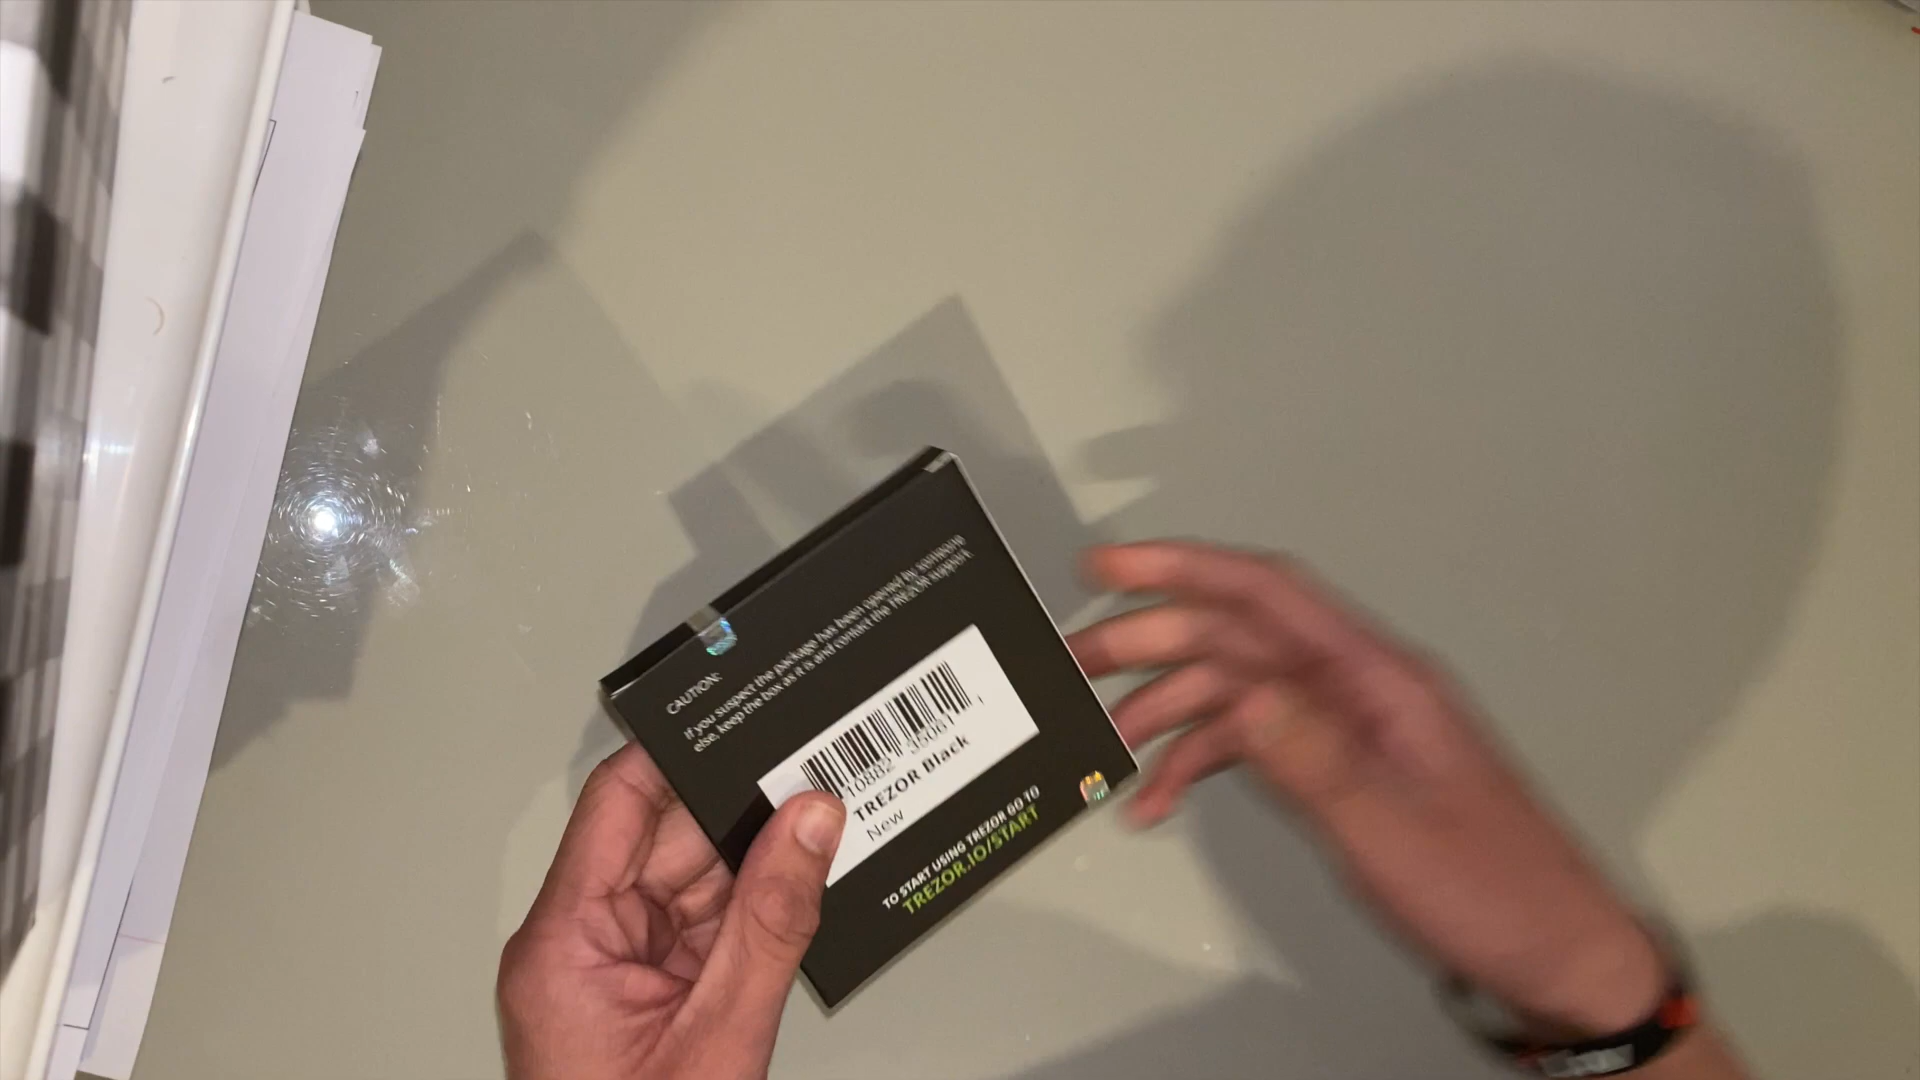 CAUTION:
If you suspect the package has been opened by someone
else, keep the box as it is and contact the TREZOR support.
TREZOR Black
New
TO START USING TREZOR GO TO
TREZOR.IO/START